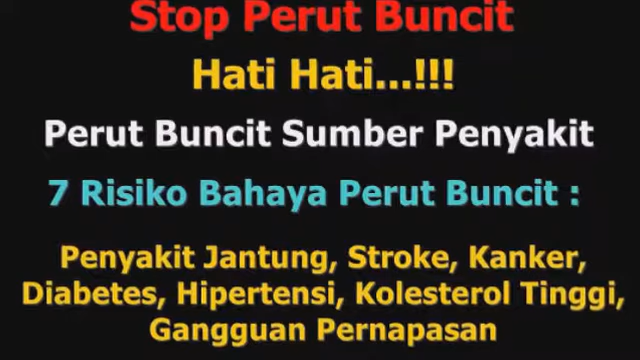 Stop Perut Buncit
Hati Hati...!!!
Perut Buncit Sumber Penyakit
7 Risiko Bahaya Perut Buncit :
Penyakit Jantung, Stroke, Kanker,
Diabetes, Hipertensi, Kolesterol Tinggi,
Gangguan Pernapasan